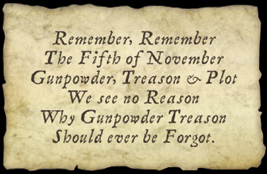 Remember, Remember
The Fifth of November
Gunpowder, Treason & Plot
We see no Reason
Why Gunpowder Treason
Should ever be Forgot.